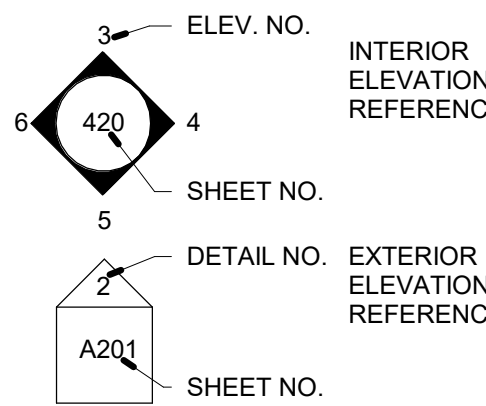 3
ELEV. NO.
INTERIOR
ELEVATION
REFERENC
6
420
4
SHEET NO.
5
DETAIL NO.
EXTERIOR
ELEVATION
REFERENC
2
A201
SHEET NO.